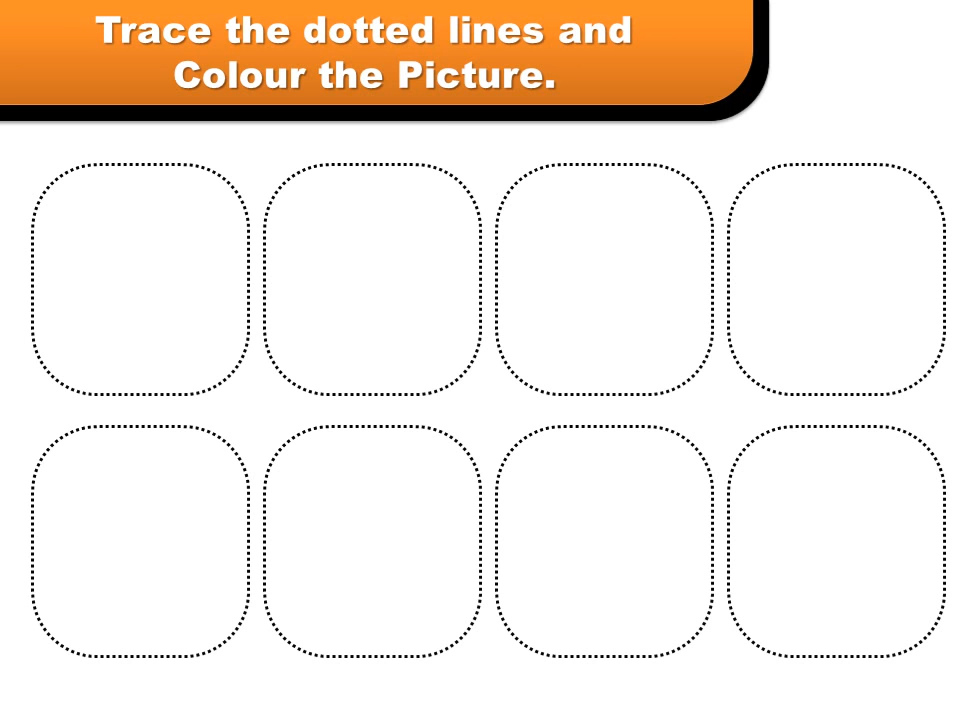 Trace the dotted lines and
Colour the Picture.